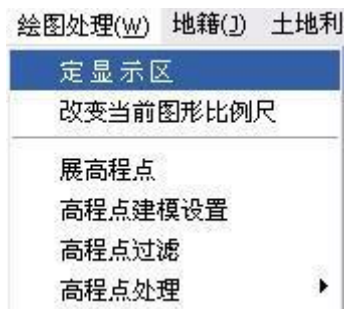 绘图处理(W) 地籍(J) 土地利
定显示区
改变当前图形比例尺
展高程点
高程点建模设置
高程点过滤
高程点处理